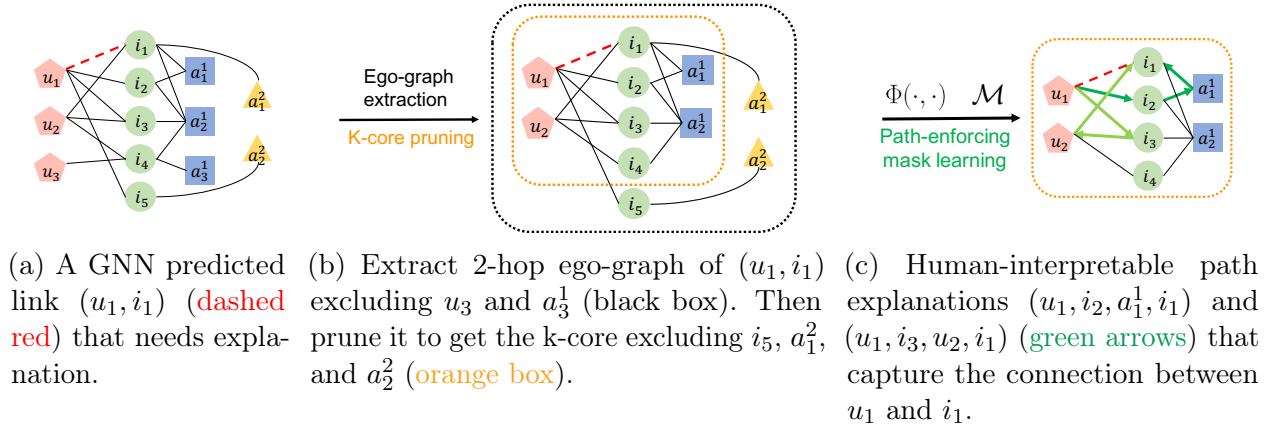 u₁
u₂
u₃
i₁
i₂
i₃
i₄
i₅
a₁¹
a₂¹
a₃¹
a₁²
a₂²
Ego-graph
extraction
K-core pruning
u₁
u₂
i₁
i₂
i₃
i₄
i₅
a₁¹
a₂¹
a₁²
a₂²
Φ(·,·) ℳ
Path-enforcing
mask learning
u₁
u₂
i₁
i₂
i₃
i₄
a₁¹
a₂¹
(a) A GNN predicted
link (u₁, i₁) (dashed
red) that needs expla-
nation.
(b) Extract 2-hop ego-graph of (u₁, i₁)
excluding u₃ and a₃¹ (black box). Then
prune it to get the k-core excluding i₅, a₁²,
and a₂² (orange box).
(c) Human-interpretable path
explanations (u₁, i₂, a₁¹, i₁) and
(u₁, i₃, u₂, i₁) (green arrows) that
capture the connection between
u₁ and i₁.